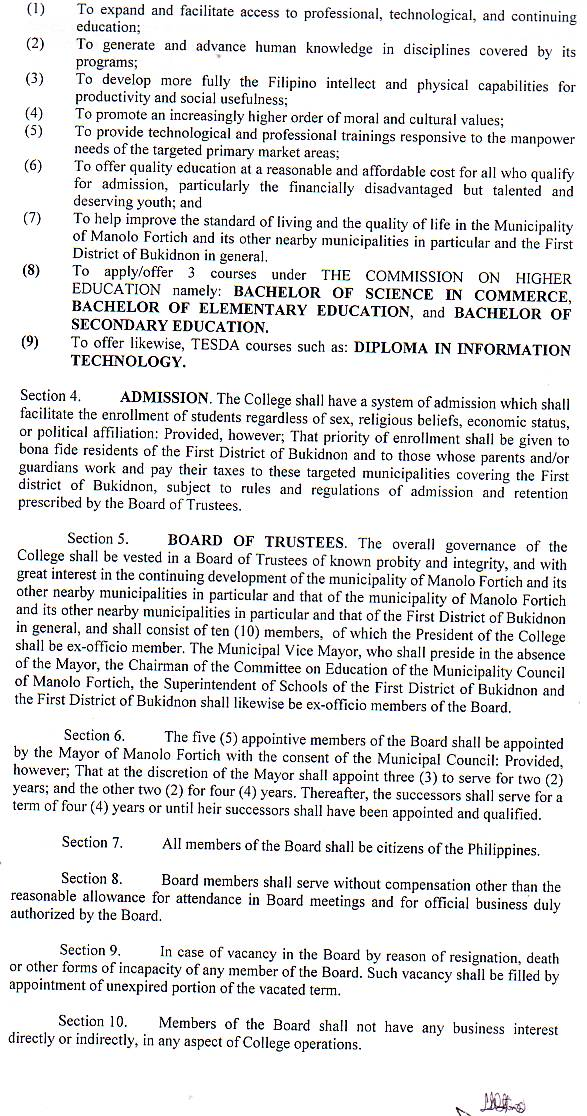 (1) To expand and facilitate access to professional, technological, and continuing
education;
(2) To generate and advance human knowledge in disciplines covered by its
programs;
(3) To develop more fully the Filipino intellect and physical capabilities for
productivity and social usefulness;
(4) To promote an increasingly higher order of moral and cultural values;
(5) To provide technological and professional trainings responsive to the manpower
needs of the targeted primary market areas;
(6) To offer quality education at a reasonable and affordable cost for all who qualify
for admission, particularly the financially disadvantaged but talented and
deserving youth; and
(7) To help improve the standard of living and the quality of life in the Municipality
of Manolo Fortich and its other nearby municipalities in particular and the First
District of Bukidnon in general.
(8) To apply/offer 3 courses under THE COMMISSION ON HIGHER
EDUCATION namely: BACHELOR OF SCIENCE IN COMMERCE,
BACHELOR OF ELEMENTARY EDUCATION, and BACHELOR OF
SECONDARY EDUCATION.
(9) To offer likewise, TESDA courses such as: DIPLOMA IN INFORMATION
TECHNOLOGY.
Section 4. ADMISSION. The College shall have a system of admission which shall
facilitate the enrollment of students regardless of sex, religious beliefs, economic status,
or political affiliation: Provided, however; That priority of enrollment shall be given to
bona fide residents of the First District of Bukidnon and to those whose parents and/or
guardians work and pay their taxes to these targeted municipalities covering the First
district of Bukidnon, subject to rules and regulations of admission and retention
prescribed by the Board of Trustees.
Section 5. BOARD OF TRUSTEES. The overall governance of the
College shall be vested in a Board of Trustees of known probity and integrity, and with
great interest in the continuing development of the municipality of Manolo Fortich and its
other nearby municipalities in particular and that of the municipality of Manolo Fortich
and its other nearby municipalities in particular and that of the First District of Bukidnon
in general, and shall consist of ten (10) members, of which the President of the College
shall be ex-officio member. The Municipal Vice Mayor, who shall preside in the absence
of the Mayor, the Chairman of the Committee on Education of the Municipality Council
of Manolo Fortich, the Superintendent of Schools of the First District of Bukidnon and
the First District of Bukidnon shall likewise be ex-officio members of the Board.
Section 6. The five (5) appointive members of the Board shall be appointed
by the Mayor of Manolo Fortich with the consent of the Municipal Council: Provided,
however; That at the discretion of the Mayor shall appoint three (3) to serve for two (2)
years; and the other two (2) for four (4) years. Thereafter, the successors shall serve for a
term of four (4) years or until heir successors shall have been appointed and qualified.
Section 7. All members of the Board shall be citizens of the Philippines.
Section 8. Board members shall serve without compensation other than the
reasonable allowance for attendance in Board meetings and for official business duly
authorized by the Board.
Section 9. In case of vacancy in the Board by reason of resignation, death
or other forms of incapacity of any member of the Board. Such vacancy shall be filled by
appointment of unexpired portion of the vacated term.
Section 10. Members of the Board shall not have any business interest
directly or indirectly, in any aspect of College operations.